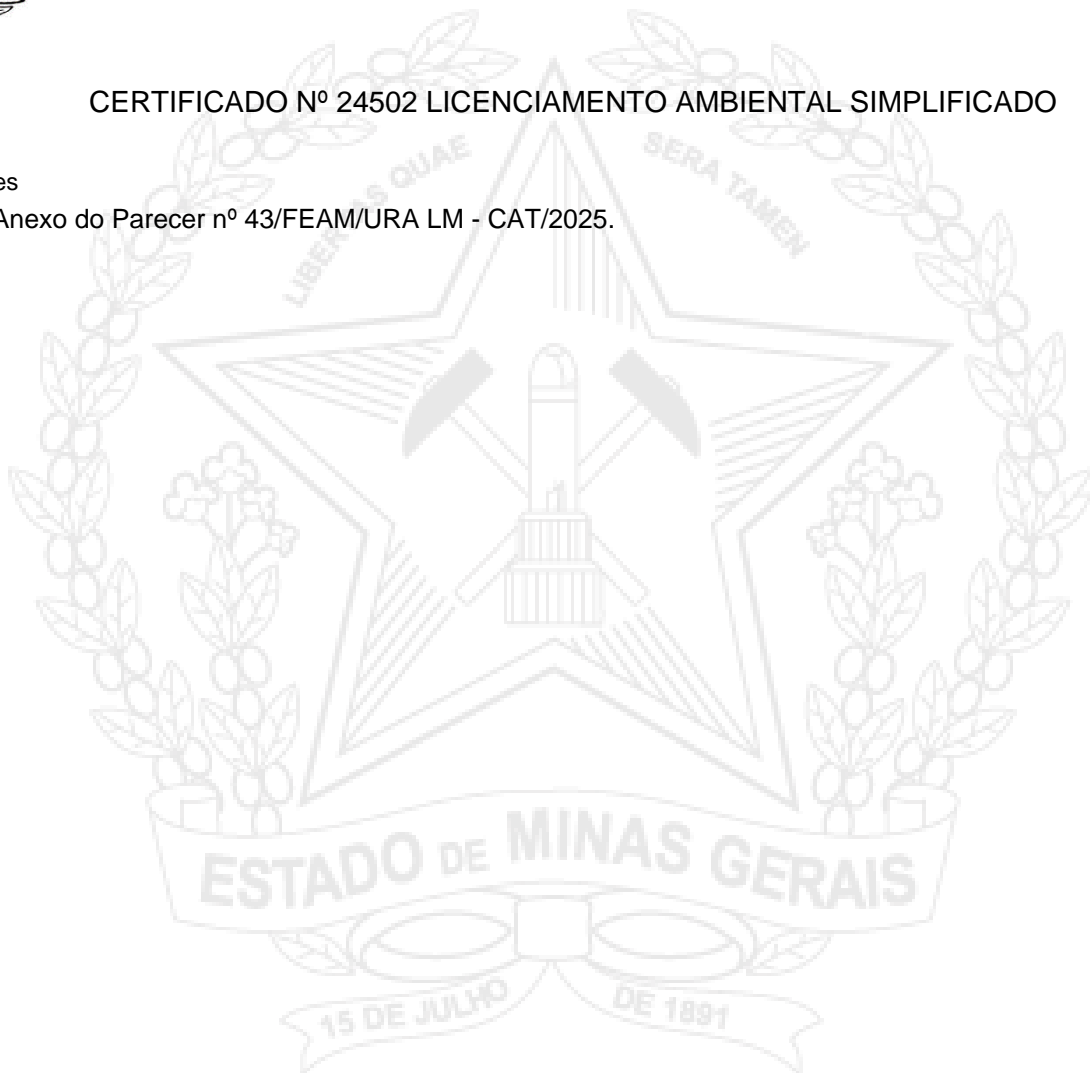 CERTIFICADO Nº 24502 LICENCIAMENTO AMBIENTAL SIMPLIFICADO
es
Anexo do Parecer nº 43/FEAM/URA LM - CAT/2025.
LIBERTAS QUAE SERA TAMEN
ESTADO DE MINAS GERAIS
15 DE JULHO DE 1891